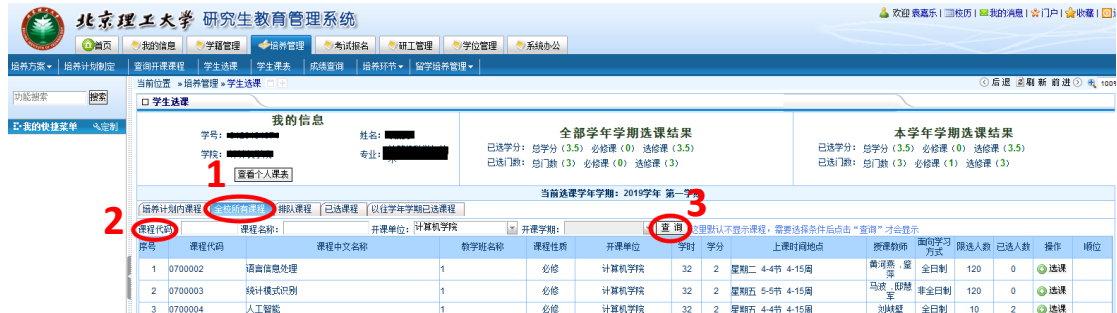 北京理工大学 研究生教育管理系统
欢迎 袁嘉乐 | 校历 | 我的消息 | 门户 | 收藏 |
首页 我的信息 学籍管理 培养管理 考试报名 研工管理 学位管理 系统办公
培养方案 培养计划制定 查询开课课程 学生选课 学生课表 成绩查询 培养环节 留学培养管理
当前位置 » 培养管理 » 学生选课
后退 刷新 前进 100%
功能搜索 搜索
学生选课
我的快捷菜单 定制
我的信息
学号: 姓名:
学院: 专业:
查看个人课表
全部学年学期选课结果
已选学分: 总学分 (3.5) 必修课 (0) 选修课 (3.5)
已选门数: 总门数 (3) 必修课 (0) 选修课 (3)
本学年学期选课结果
已选学分: 总学分 (3.5) 必修课 (0) 选修课 (3.5)
已选门数: 总门数 (3) 必修课 (1) 选修课 (3)
当前选课学年学期: 2019学年 第一学期
1
2
3
培养计划内课程 全校所有课程 排队课程 已选课程 以往学年学期已选课程
课程代码 课程名称: 开课单位: 计算机学院 开课学期: 查 询 这里默认不显示课程, 需要选择条件后点击“查询”才会显示
序号 课程代码 课程中文名称 教学班名称 课程性质 开课单位 学时 学分 上课时间地点 授课教师 面向学习方式 限选人数 已选人数 操作 顺位
1 0700002 语言信息处理 1 必修 计算机学院 32 2 星期二 4-4节 4-15周 黄河燕 , 鉴萍 全日制 120 0 选课
2 0700003 统计模式识别 1 必修 计算机学院 32 2 星期五 5-5节 4-15周 马波 , 邸慧军 非全日制 120 0 选课
3 0700004 人工智能 1 必修 计算机学院 32 2 星期五 4-4节 4-15周 刘峡壁 全日制 10 2 选课